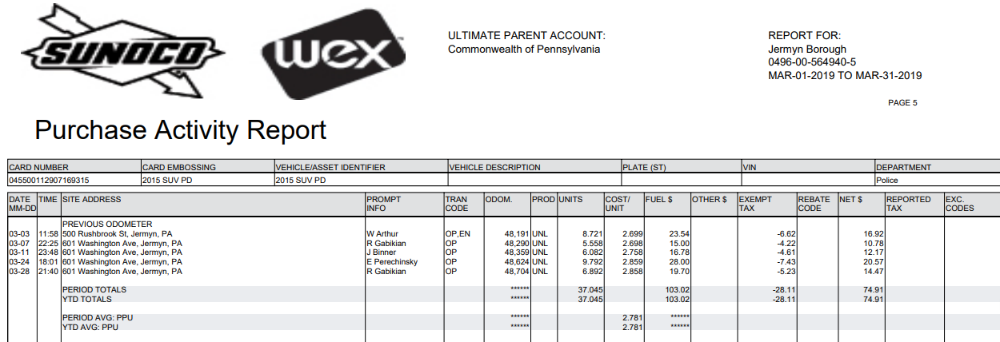 SUNOCO
wex
ULTIMATE PARENT ACCOUNT:
Commonwealth of Pennsylvania
REPORT FOR:
Jermyn Borough
0496-00-564940-5
MAR-01-2019 TO MAR-31-2019
PAGE 5
Purchase Activity Report
CARD NUMBER CARD EMBOSSING VEHICLE/ASSET IDENTIFIER VEHICLE DESCRIPTION PLATE (ST) VIN DEPARTMENT
045500112907169315 2015 SUV PD 2015 SUV PD Police
DATE TIME SITE ADDRESS PROMPT TRAN ODOM. PROD UNITS COST/ FUEL $ OTHER $ EXEMPT REBATE NET $ REPORTED EXC.
MM-DD INFO CODE UNIT TAX CODE TAX CODES
PREVIOUS ODOMETER
03-03 11:58 500 Rushbrook St, Jermyn, PA W Arthur OP,EN 48,191 UNL 8.721 2.699 23.54 -6.62 16.92
03-07 22:25 601 Washington Ave, Jermyn, PA R Gabikian OP 48,290 UNL 5.558 2.698 15.00 -4.22 10.78
03-11 23:48 601 Washington Ave, Jermyn, PA J Binner OP 48,359 UNL 6.082 2.758 16.78 -4.61 12.17
03-24 18:01 601 Washington Ave, Jermyn, PA E Perechinsky OP 48,624 UNL 9.792 2.859 28.00 -7.43 20.57
03-28 21:40 601 Washington Ave, Jermyn, PA R Gabikian OP 48,704 UNL 6.892 2.858 19.70 -5.23 14.47
PERIOD TOTALS ****** 37.045 103.02 -28.11 74.91
YTD TOTALS ****** 37.045 103.02 -28.11 74.91
PERIOD AVG: PPU ****** 2.781 ******
YTD AVG: PPU ****** 2.781 ******